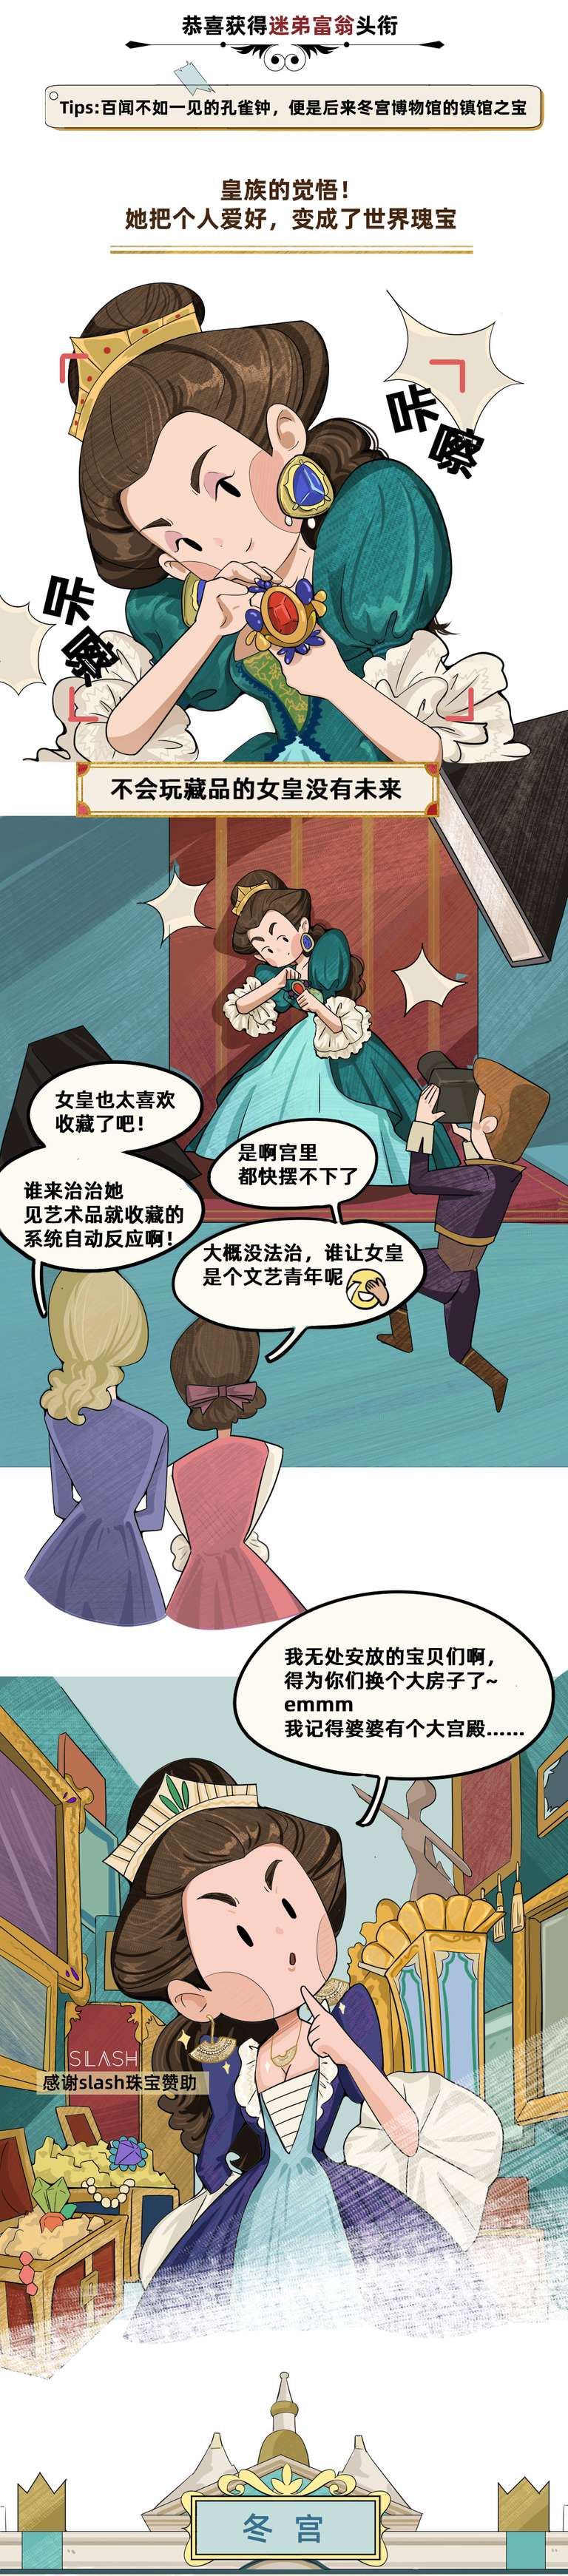 恭喜获得迷弟富翁头衔
Tips:百闻不如一见的孔雀钟，便是后来冬宫博物馆的镇馆之宝
皇族的觉悟！
她把个人爱好，变成了世界瑰宝
咔嚓
咔嚓
不会玩藏品的女皇没有未来
女皇也太喜欢
收藏了吧！
是啊宫里
都快摆不下了
谁来治治她
见艺术品就收藏的
系统自动反应啊！
大概没法治，谁让女皇
是个文艺青年呢
我无处安放的宝贝们啊，
得为你们换个大房子了~
emmm
我记得婆婆有个大宫殿......
SLASH
感谢slash珠宝赞助
冬宫